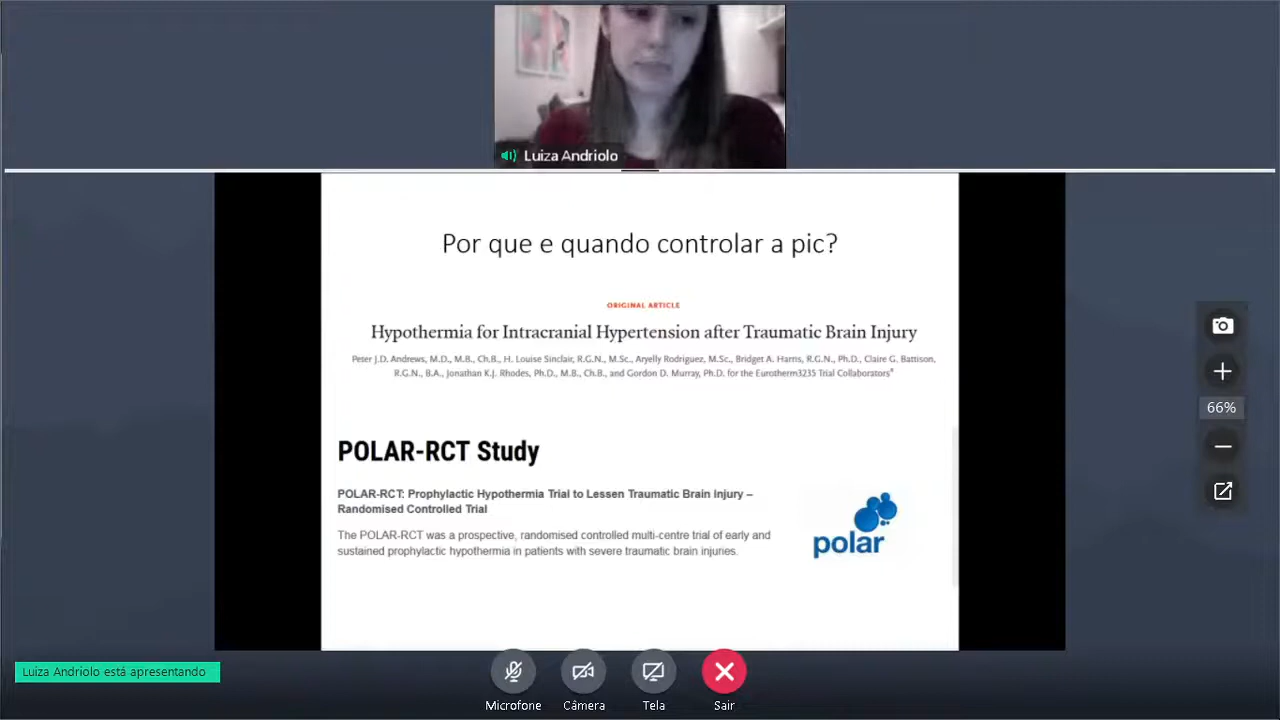 Luiza Andriolo
Por que e quando controlar a pic?
ORIGINAL ARTICLE
Hypothermia for Intracranial Hypertension after Traumatic Brain Injury
Peter J.D. Andrews, M.D., M.B., Ch.B., H. Louise Sinclair, R.G.N., M.Sc., Aryelly Rodriguez, M.Sc., Bridget A. Harris, R.G.N., Ph.D., Claire G. Battison,
R.G.N., B.A., Jonathan K.J. Rhodes, Ph.D., M.B., Ch.B., and Gordon D. Murray, Ph.D. for the Eurotherm3235 Trial Collaborators*
POLAR-RCT Study
POLAR-RCT: Prophylactic Hypothermia Trial to Lessen Traumatic Brain Injury –
Randomised Controlled Trial
The POLAR-RCT was a prospective, randomised controlled multi-centre trial of early and
sustained prophylactic hypothermia in patients with severe traumatic brain injuries.
polar
66%
Luiza Andriolo está apresentando
Microfone
Câmera
Tela
Sair